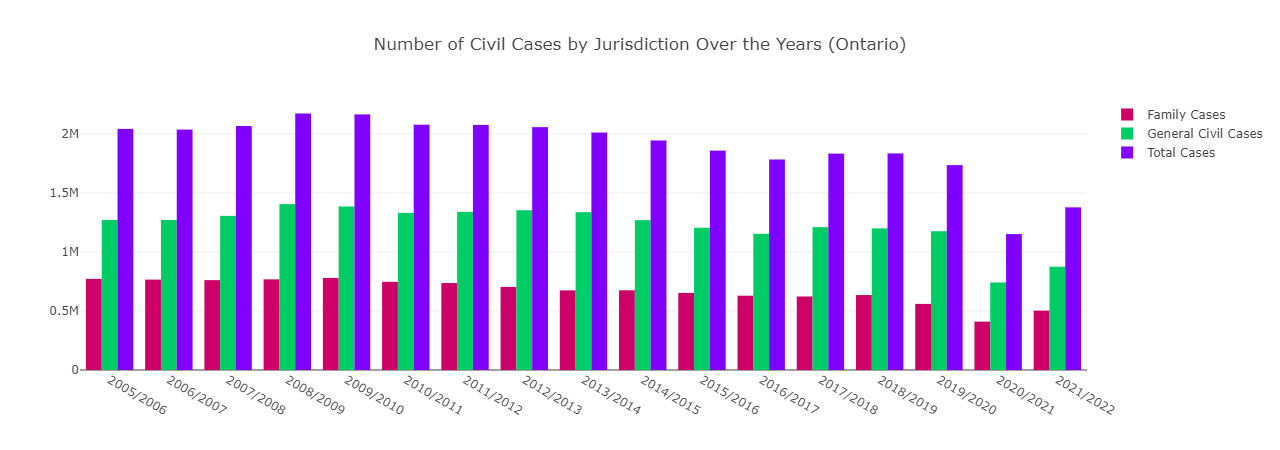 Number of Civil Cases by Jurisdiction Over the Years (Ontario)
Family Cases
General Civil Cases
Total Cases
2M
1.5M
1M
0.5M
0
2005/2006
2006/2007
2007/2008
2008/2009
2009/2010
2010/2011
2011/2012
2012/2013
2013/2014
2014/2015
2015/2016
2016/2017
2017/2018
2018/2019
2019/2020
2020/2021
2021/2022